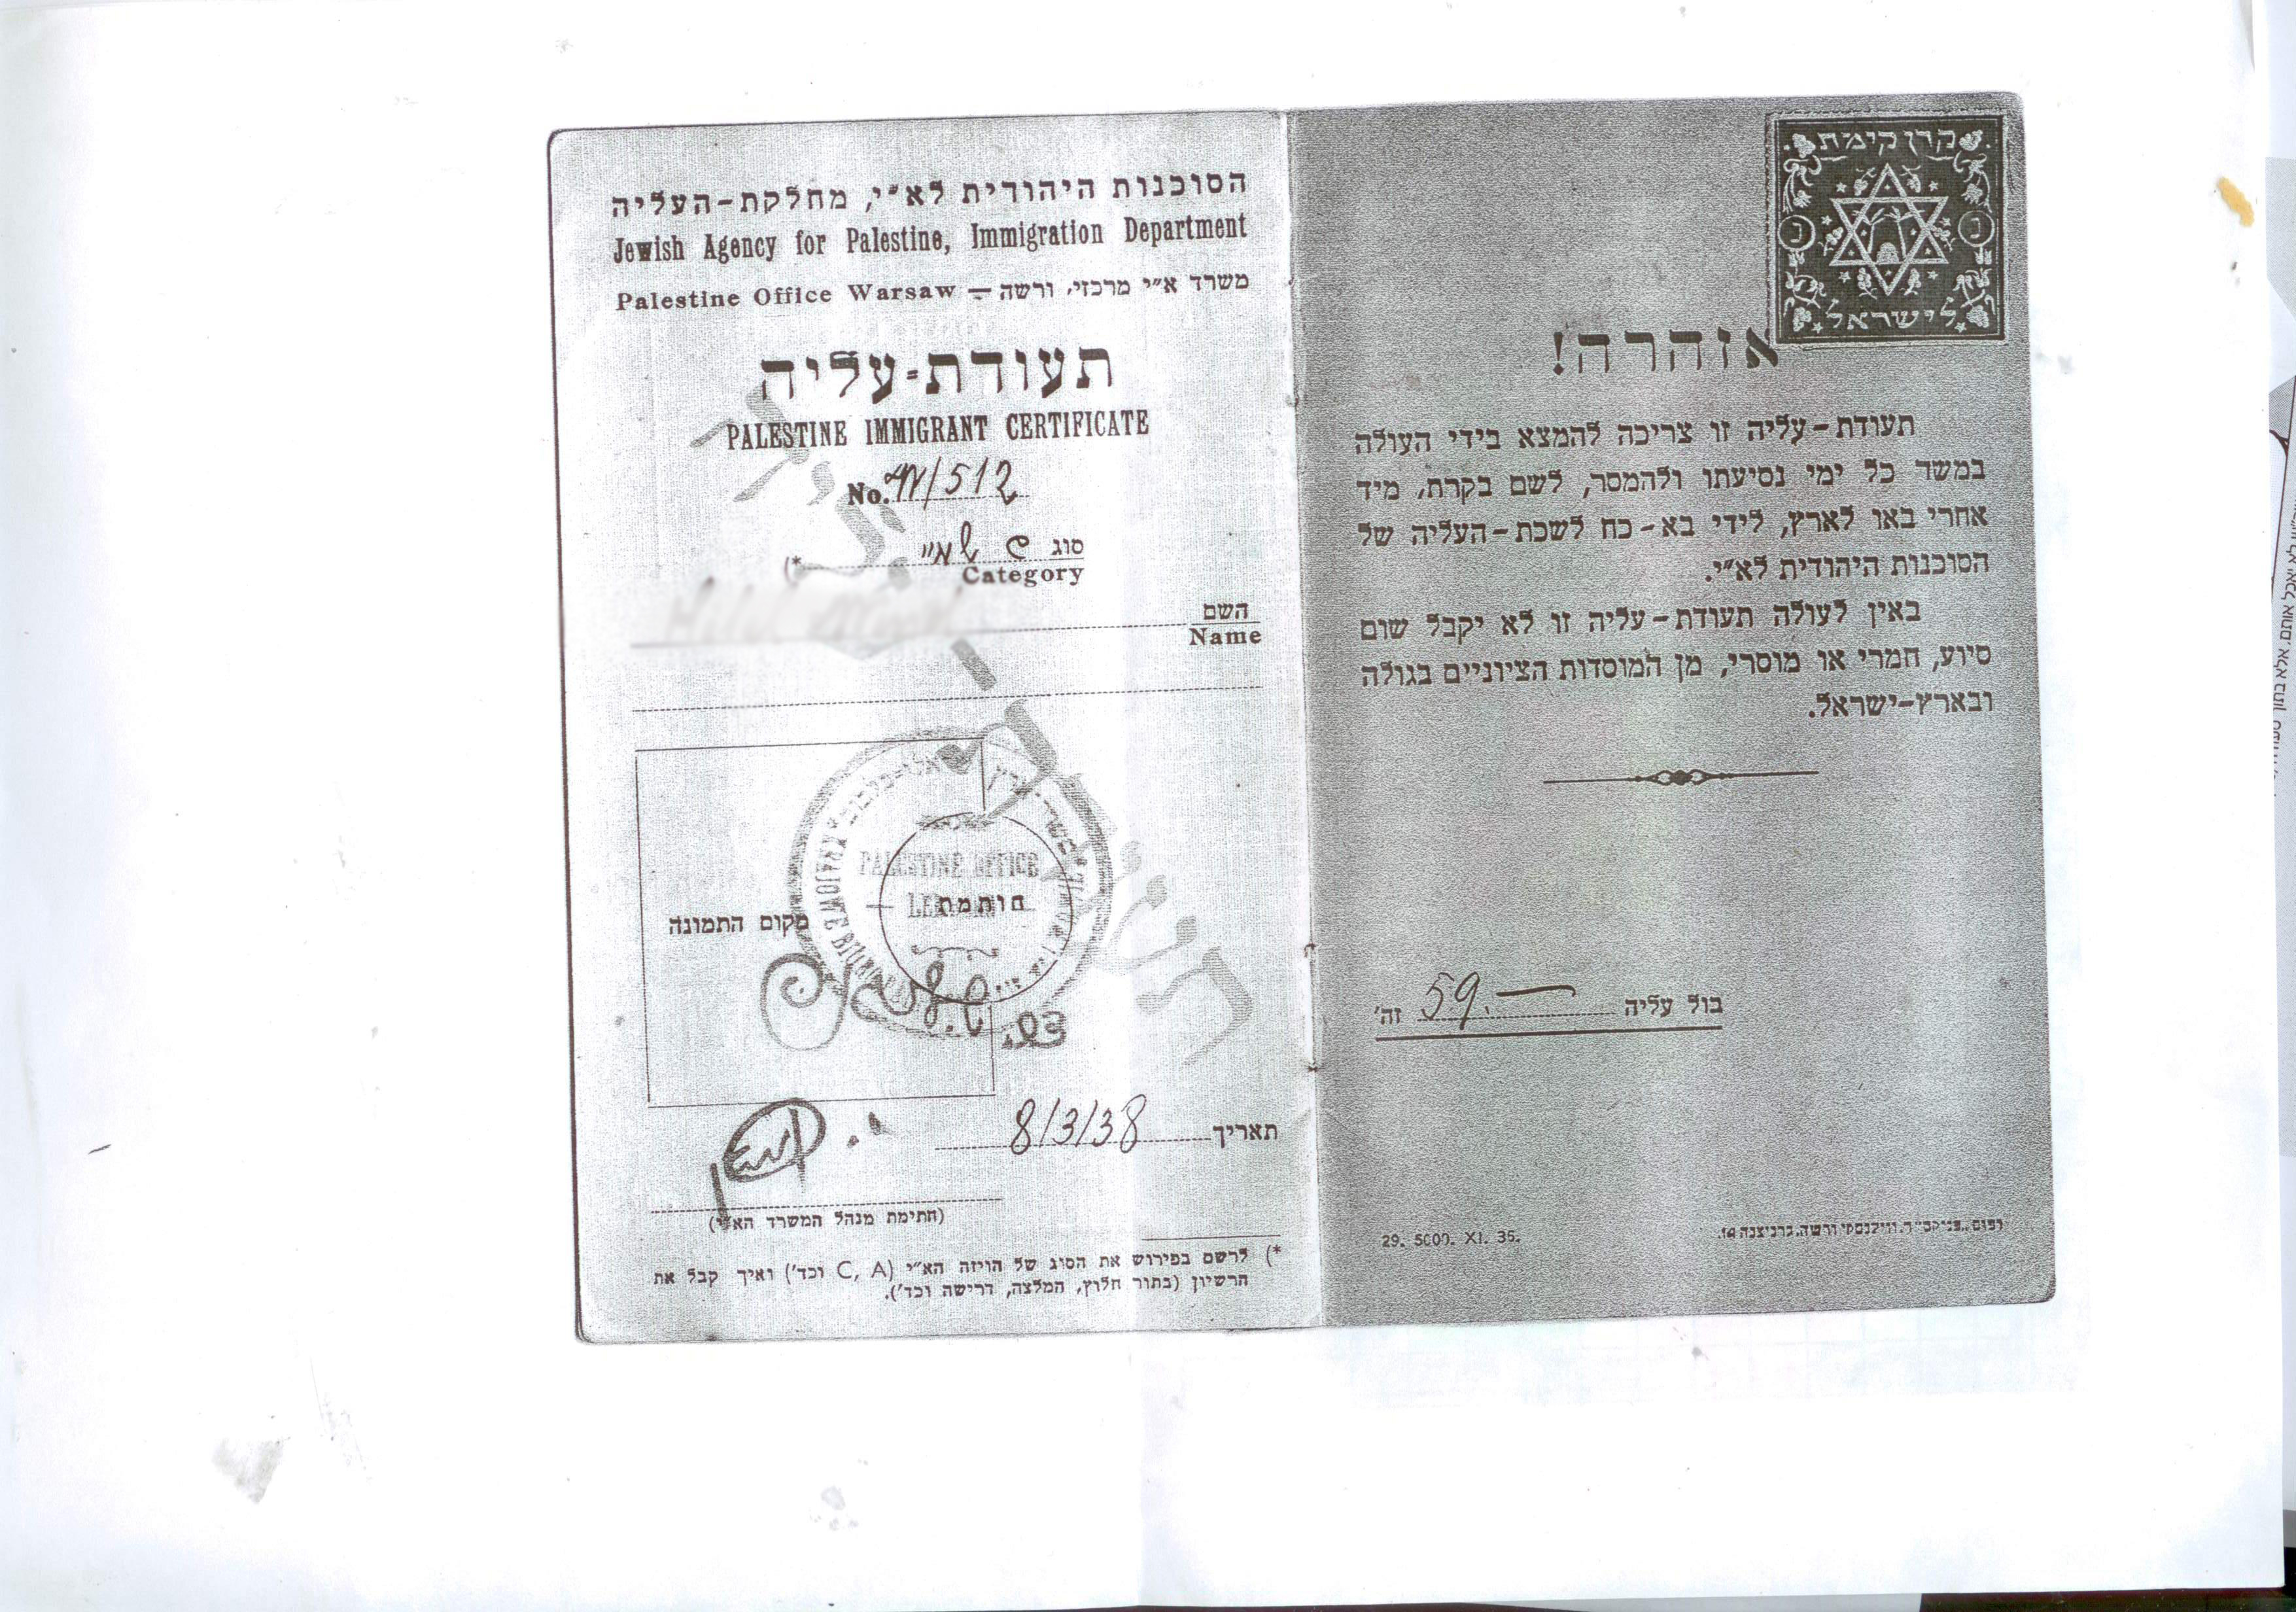 הסוכנות היהודית לא״י, מחלקת-העליה
Jewish Agency for Palestine, Immigration Department
Palestine Office Warsaw — משרד א״י מרכזי, ורשה
תעודת-עליה
PALESTINE IMMIGRANT CERTIFICATE
No. /512
סוג
Category
*)
השם
Name
PALESTINE OFFICE
חותמת
מקום התמונה
תאריך 8/3/38
(חתימת מנהל המשרד הא״י)
*) לרשם בפירוש את הסוג של הויזה הא״י (C, A וכד') ואיך קבל את
הרשיון (בתור חלוץ, המלצה, דרישה וכד').
קרן קימת
לישראל
אזהרה!
תעודת-עליה זו צריכה להמצא בידי העולה
במשך כל ימי נסיעתו ולהמסר, לשם בקרת, מיד
אחרי באו לארץ, לידי בא-כח לשכת-העליה של
הסוכנות היהודית לא״י.
באין לעולה תעודת-עליה זו לא יקבל שום
סיוע, חמרי או מוסרי, מן המוסדות הציוניים בגולה
ובארץ-ישראל.
בול עליה 59.— זה'
29. 5000. XI. 35.